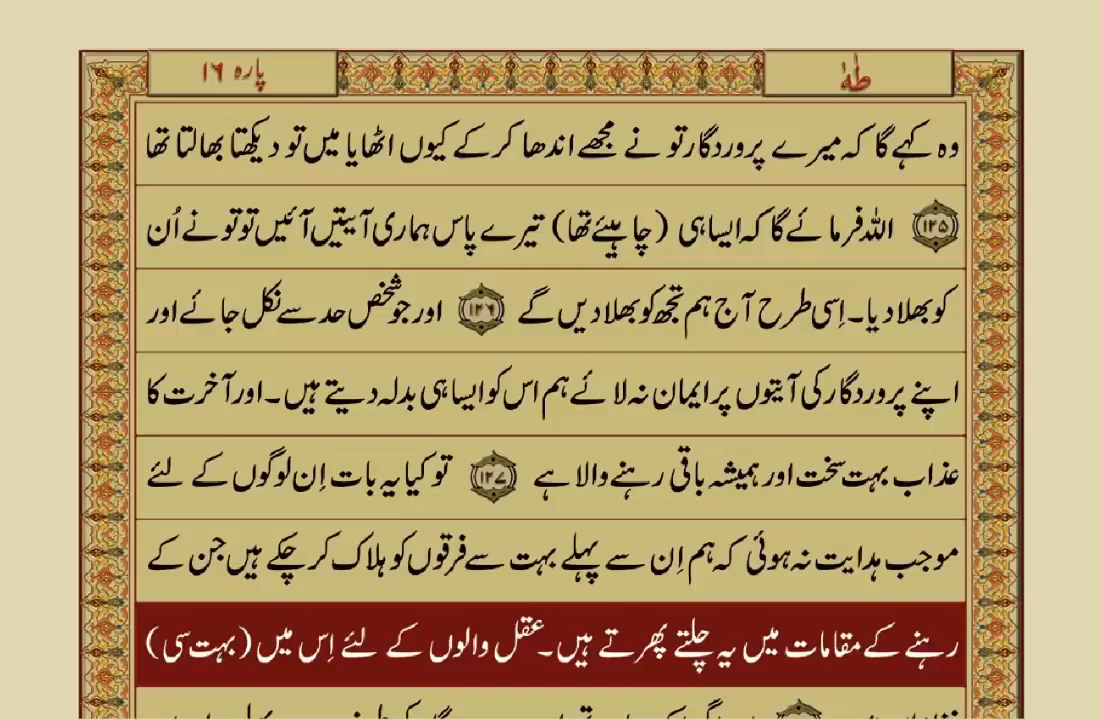 طٰهٰ
پارہ ۱۶
وہ کہے گا کہ میرے پروردگار تو نے مجھے اندھا کرکے کیوں اٹھایا میں تو دیکھتا بھالتا تھا
۱۲۵ اللہ فرمائے گا کہ ایسا ہی (چاہیئے تھا) تیرے پاس ہماری آیتیں آئیں تو تو نے اُن
کو بھلا دیا۔ اِسی طرح آج ہم تجھ کو بھلا دیں گے ۱۲۶ اور جو شخص حد سے نکل جائے اور
اپنے پروردگار کی آیتوں پر ایمان نہ لائے ہم اس کو ایسا ہی بدلہ دیتے ہیں۔ اور آخرت کا
عذاب بہت سخت اور ہمیشہ باقی رہنے والا ہے ۱۲۷ تو کیا یہ بات اِن لوگوں کے لئے
موجب ہدایت نہ ہوئی کہ ہم اِن سے پہلے بہت سے فرقوں کو ہلاک کر چکے ہیں جن کے
رہنے کے مقامات میں یہ چلتے پھرتے ہیں۔ عقل والوں کے لئے اِس میں (بہت سی)